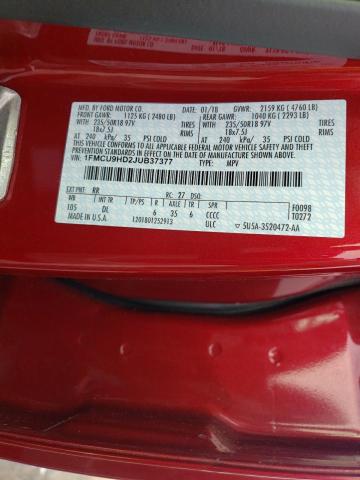 MFD. BY FORD MOTOR CO. 01/18 GVWR: 2159 KG (4760 LB)
FRONT GAWR: 1125 KG (2480 LB) REAR GAWR: 1040 KG (2293 LB)
WITH WITH
235/50R18 97V 235/50R18 97V
18x7.5J 18x7.5J
AT 240 kPa/ 35 PSI COLD AT 240 kPa/ 35 PSI COLD
THIS VEHICLE CONFORMS TO ALL APPLICABLE FEDERAL MOTOR VEHICLE SAFETY, BUMPER, AND THEFT PREVENTION STANDARDS IN EFFECT ON THE DATE OF MANUFACTURE SHOWN ABOVE.
VIN: 1FMCU9HD2JUB37377
TYPE: MPV
EXT PNT: RR RC: 27 DSO:
WB INT TR TP/PS R AXLE TR SPR
105 DL 6 35 6 CCCC
F0098
T0272
MADE IN U.S.A. 1201801252913 ULC ▽5U5A-3520472-AA